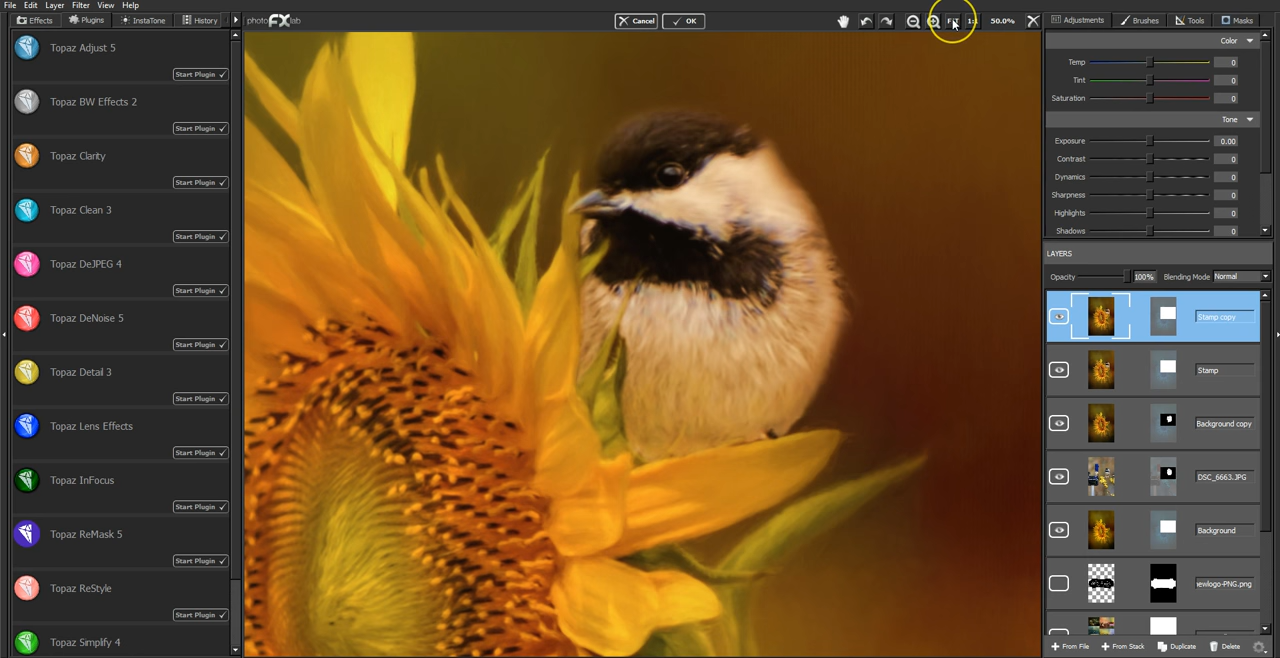 File Edit Layer Filter View Help
Effects Plugins InstaTone History
photoFXlab
Cancel OK
FIT 1:1 50.0%
Adjustments Brushes Tools Masks
Topaz Adjust 5
Start Plugin
Topaz BW Effects 2
Start Plugin
Topaz Clarity
Start Plugin
Topaz Clean 3
Start Plugin
Topaz DeJPEG 4
Start Plugin
Topaz DeNoise 5
Start Plugin
Topaz Detail 3
Start Plugin
Topaz Lens Effects
Start Plugin
Topaz InFocus
Start Plugin
Topaz ReMask 5
Start Plugin
Topaz ReStyle
Start Plugin
Topaz Simplify 4
Color
Temp 0
Tint 0
Saturation 0
Tone
Exposure 0.00
Contrast 0
Dynamics 0
Sharpness 0
Highlights 0
Shadows 0
LAYERS
Opacity 100% Blending Mode Normal
Stamp copy
Stamp
Background copy
DSC_6663.JPG
Background
newlogo-PNG.png
From File From Stack Duplicate Delete